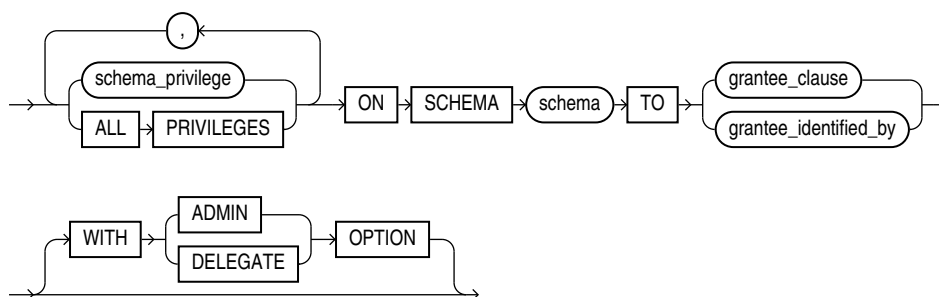 ,
schema_privilege
ALL PRIVILEGES
ON SCHEMA schema TO
grantee_clause
grantee_identified_by
WITH
ADMIN
DELEGATE
OPTION